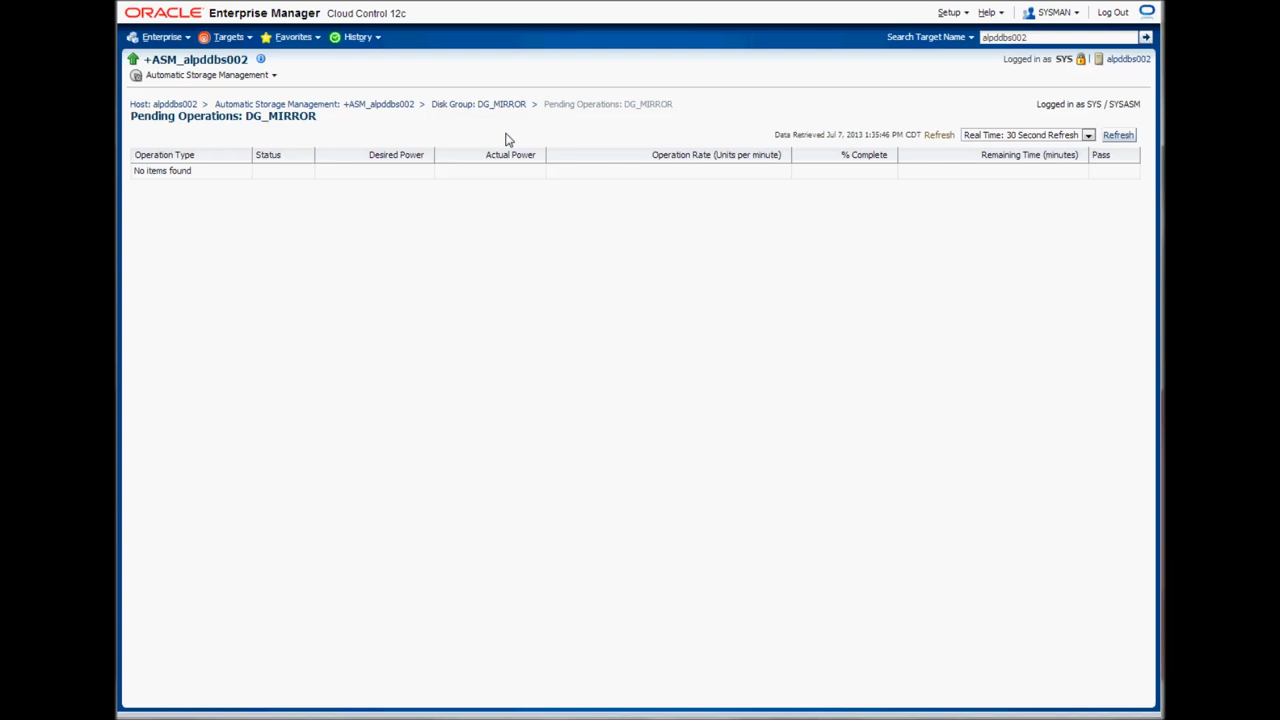 ORACLE Enterprise Manager Cloud Control 12c
Setup Help SYSMAN Log Out
Enterprise Targets Favorites History Search Target Name alpddbs002
+ASM_alpddbs002 Logged in as SYS alpddbs002
Automatic Storage Management
Host: alpddbs002 > Automatic Storage Management: +ASM_alpddbs002 > Disk Group: DG_MIRROR > Pending Operations: DG_MIRROR Logged in as SYS / SYSASM
Pending Operations: DG_MIRROR
Data Retrieved Jul 7, 2013 1:35:46 PM CDT Refresh Real Time: 30 Second Refresh Refresh
Operation Type Status Desired Power Actual Power Operation Rate (Units per minute) % Complete Remaining Time (minutes) Pass
No items found